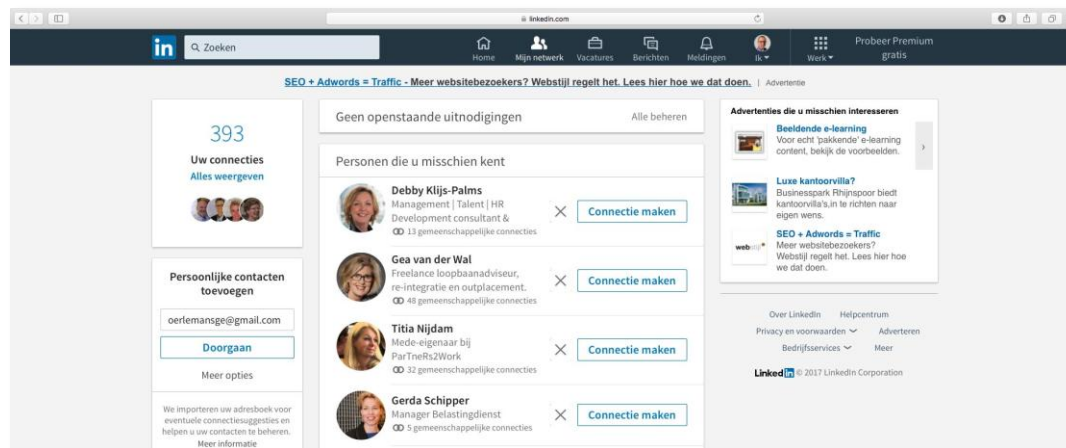 linkedin.com
in
Zoeken
Home
Mijn netwerk
Vacatures
Berichten
Meldingen
Ik
Werk
Probeer Premium
gratis
SEO + Adwords = Traffic - Meer websitebezoekers? Webstijl regelt het. Lees hier hoe we dat doen. | Advertentie
393
Uw connecties
Alles weergeven
Persoonlijke contacten
toevoegen
oerlemansge@gmail.com
Doorgaan
Meer opties
We importeren uw adresboek voor
eventuele connectiesuggesties en
helpen u uw contacten te beheren.
Meer informatie
Geen openstaande uitnodigingen
Alle beheren
Personen die u misschien kent
Debby Klijs-Palms
Management | Talent | HR
Development consultant &
13 gemeenschappelijke connecties
Connectie maken
Gea van der Wal
Freelance loopbaanadviseur,
re-integratie en outplacement.
48 gemeenschappelijke connecties
Connectie maken
Titia Nijdam
Mede-eigenaar bij
ParTneRs2Work
32 gemeenschappelijke connecties
Connectie maken
Gerda Schipper
Manager Belastingdienst
5 gemeenschappelijke connecties
Connectie maken
Advertenties die u misschien interesseren
Beeldende e-learning
Voor echt 'pakkende' e-learning
content, bekijk de voorbeelden.
Luxe kantoorvilla?
Businesspark Rhijnspoor biedt
kantoorvilla's,in te richten naar
eigen wens.
webstijl
SEO + Adwords = Traffic
Meer websitebezoekers?
Webstijl regelt het. Lees hier hoe
we dat doen.
Over LinkedIn Helpcentrum
Privacy en voorwaarden Adverteren
Bedrijfsservices Meer
Linked in © 2017 LinkedIn Corporation